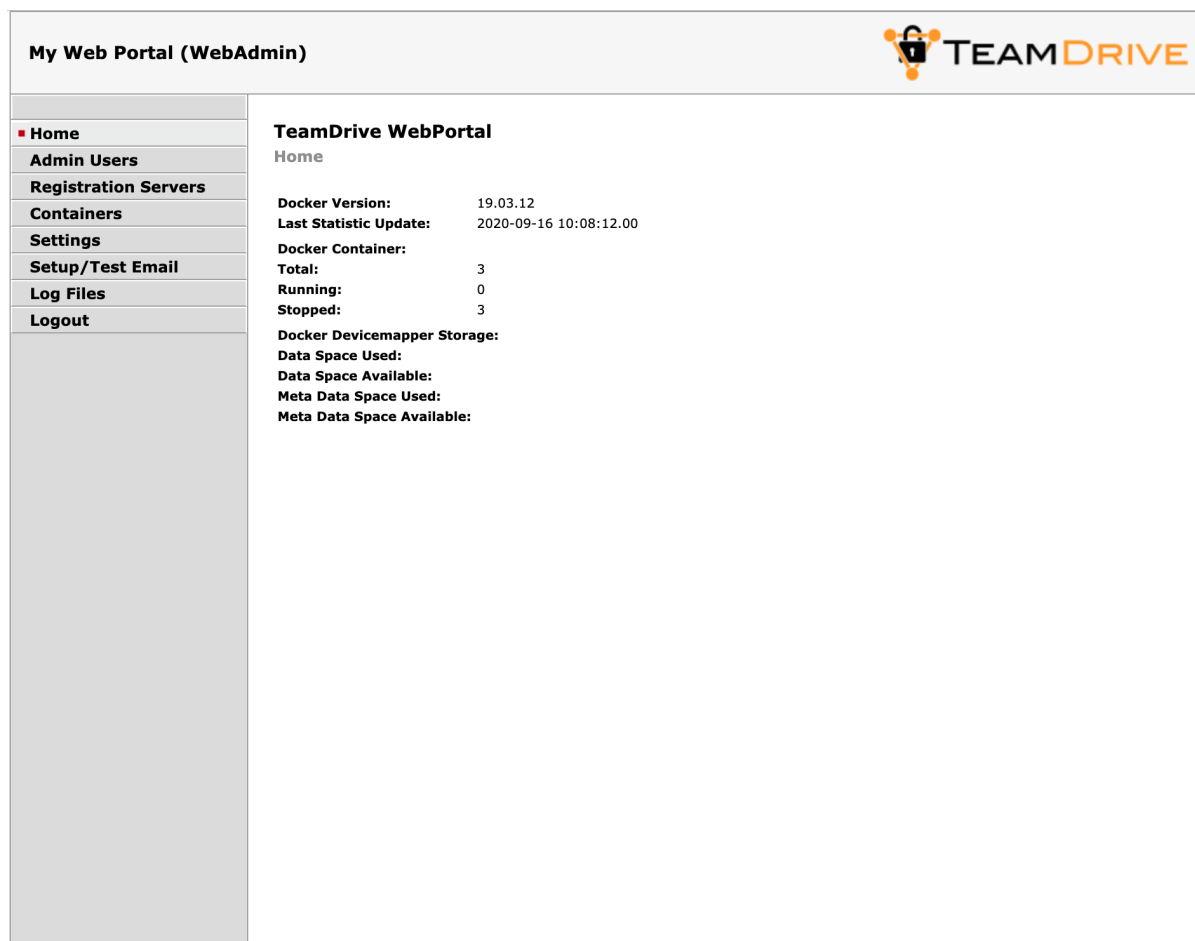 My Web Portal (WebAdmin)
TEAMDRIVE
Home
Admin Users
Registration Servers
Containers
Settings
Setup/Test Email
Log Files
Logout
TeamDrive WebPortal
Home
Docker Version: 19.03.12
Last Statistic Update: 2020-09-16 10:08:12.00
Docker Container:
Total: 3
Running: 0
Stopped: 3
Docker Devicemapper Storage:
Data Space Used:
Data Space Available:
Meta Data Space Used:
Meta Data Space Available: